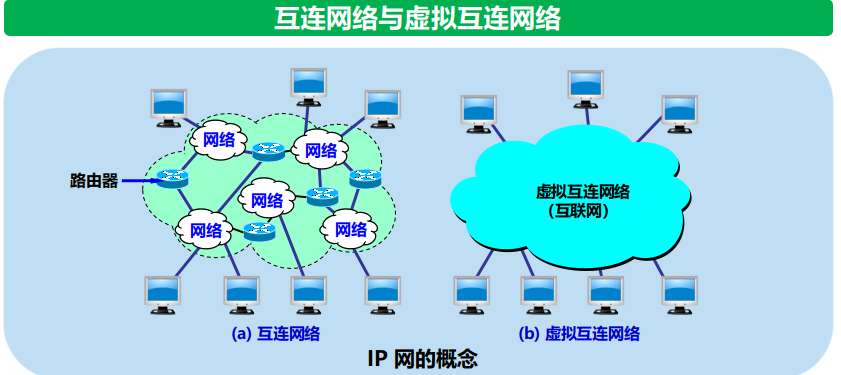 互连网络与虚拟互连网络
网络
网络
路由器
网络
网络
网络
虚拟互连网络
（互联网）
(a) 互连网络
(b) 虚拟互连网络
IP 网的概念